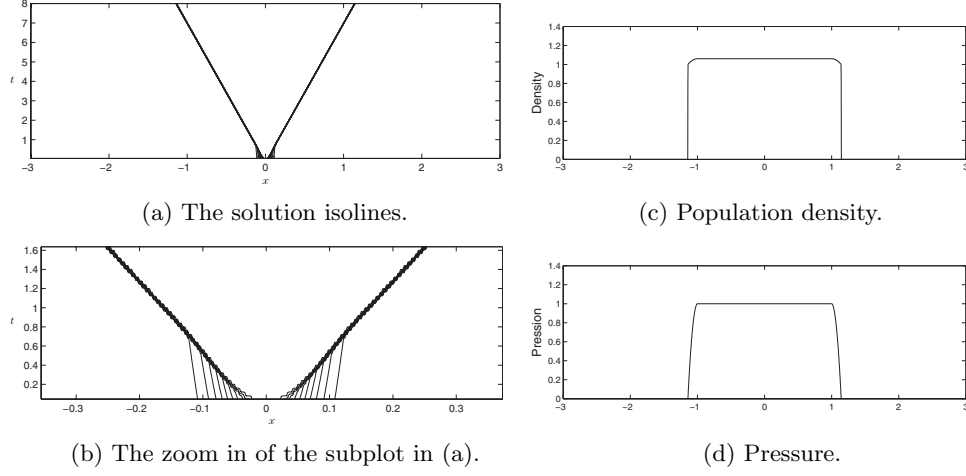 8
7
6
5
t 4
3
2
1
−3 −2 −1 0 1 2 3
x
(a) The solution isolines.
1.4
1.2
1
0.8
0.6
0.4
0.2
0
Density
−3 −2 −1 0 1 2 3
(c) Population density.
1.6
1.4
1.2
t 1
0.8
0.6
0.4
0.2
−0.3 −0.2 −0.1 0 0.1 0.2 0.3
x
(b) The zoom in of the subplot in (a).
1.4
1.2
1
0.8
0.6
0.4
0.2
0
Pression
−3 −2 −1 0 1 2 3
(d) Pressure.